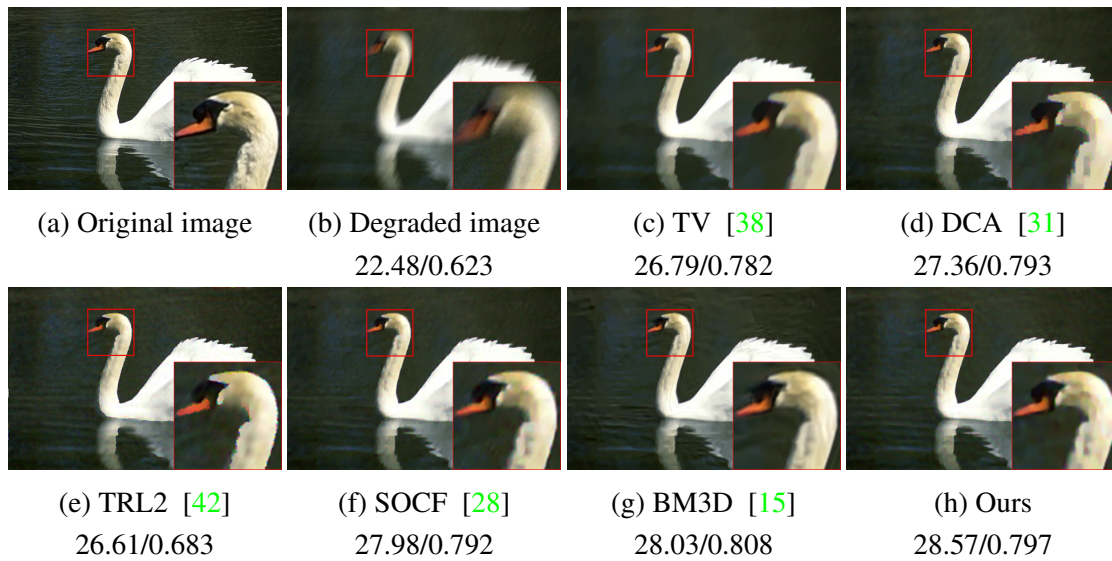 (a) Original image (b) Degraded image (c) TV [38] (d) DCA [31]
22.48/0.623 26.79/0.782 27.36/0.793
(e) TRL2 [42] (f) SOCF [28] (g) BM3D [15] (h) Ours
26.61/0.683 27.98/0.792 28.03/0.808 28.57/0.797